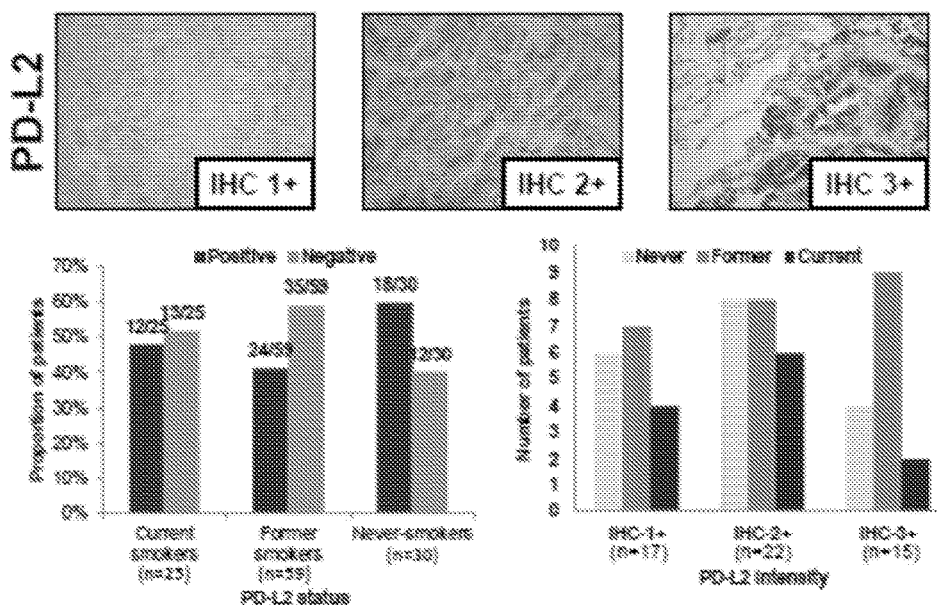 PD-L2
IHC 1+
IHC 2+
IHC 3+
Positive Negative
70%
60%
50%
40%
30%
20%
10%
0%
Proportion of patients
12/25
13/25
24/59
35/59
18/30
12/30
Current
smokers
(n=25)
Former
smokers
(n=59)
Never-smokers
(n=30)
PD-L2 status
Never Former Current
10
9
8
7
6
5
4
3
2
1
0
Number of patients
IHC-1+
(n=17)
IHC-2+
(n=22)
IHC-3+
(n=15)
PD-L2 Intensity